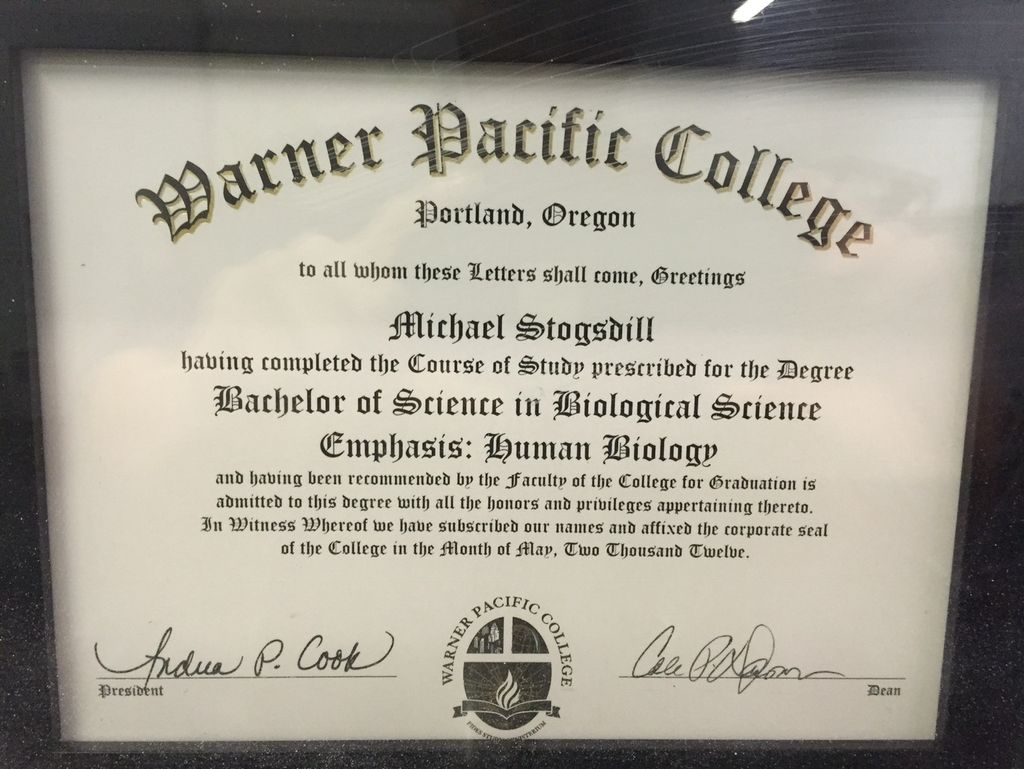 Warner Pacific College
Portland, Oregon
to all whom these Letters shall come, Greetings
Michael Stogsdill
having completed the Course of Study prescribed for the Degree
Bachelor of Science in Biological Science
Emphasis: Human Biology
and having been recommended by the Faculty of the College for Graduation is
admitted to this degree with all the honors and privileges appertaining thereto.
In Witness Whereof we have subscribed our names and affixed the corporate seal
of the College in the Month of May, Two Thousand Twelve.
Andrea P. Cook
President
WARNER PACIFIC COLLEGE
Dean